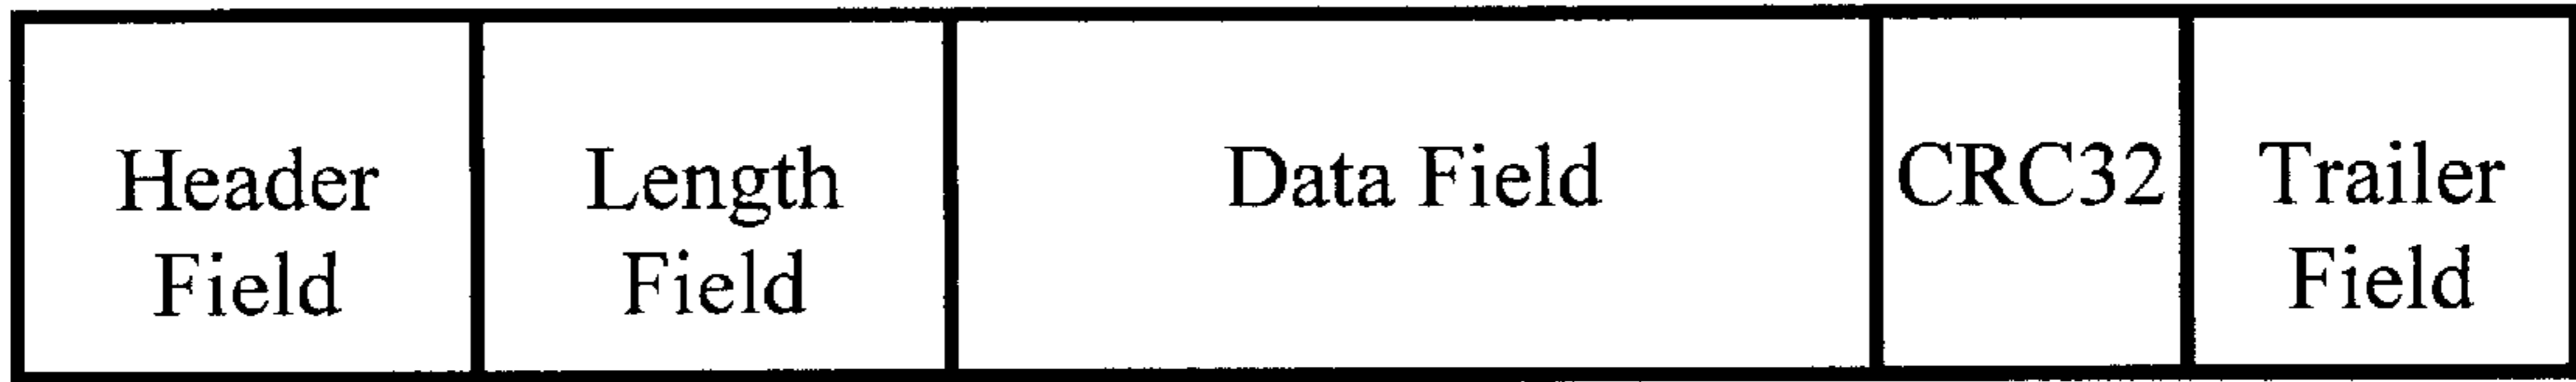 Header
Field
Length
Field
Data Field
CRC32
Trailer
Field